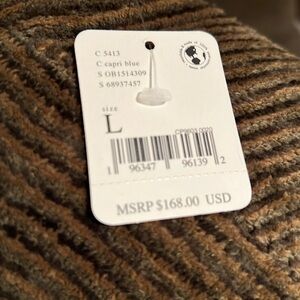 C 5413
C capri blue
S OB1514309
S 68937457
size
L
1 96347 96139 2
MSRP $168.00 USD